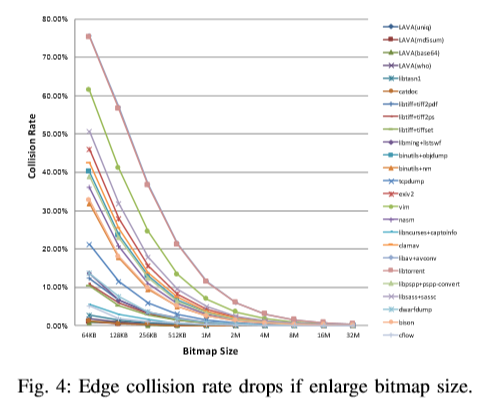 80.00%
70.00%
60.00%
50.00%
40.00%
30.00%
20.00%
10.00%
0.00%
Collision Rate
64KB 128KB 256KB 512KB 1M 2M 4M 8M 16M 32M
Bitmap Size
LAVA(uniq)
LAVA(md5sum)
LAVA(base64)
LAVA(who)
libtasn1
catdoc
libtiff+tiff2pdf
libtiff+tiff2ps
libtiff+tiffset
libming+listswf
binutils+objdump
binutils+nm
tcpdump
exiv2
vim
nasm
libncurses+captoinfo
clamav
libav+avconv
libtorrent
libpspp+pspp-convert
libsass+sassc
dwarfdump
bison
cflow
Fig. 4: Edge collision rate drops if enlarge bitmap size.